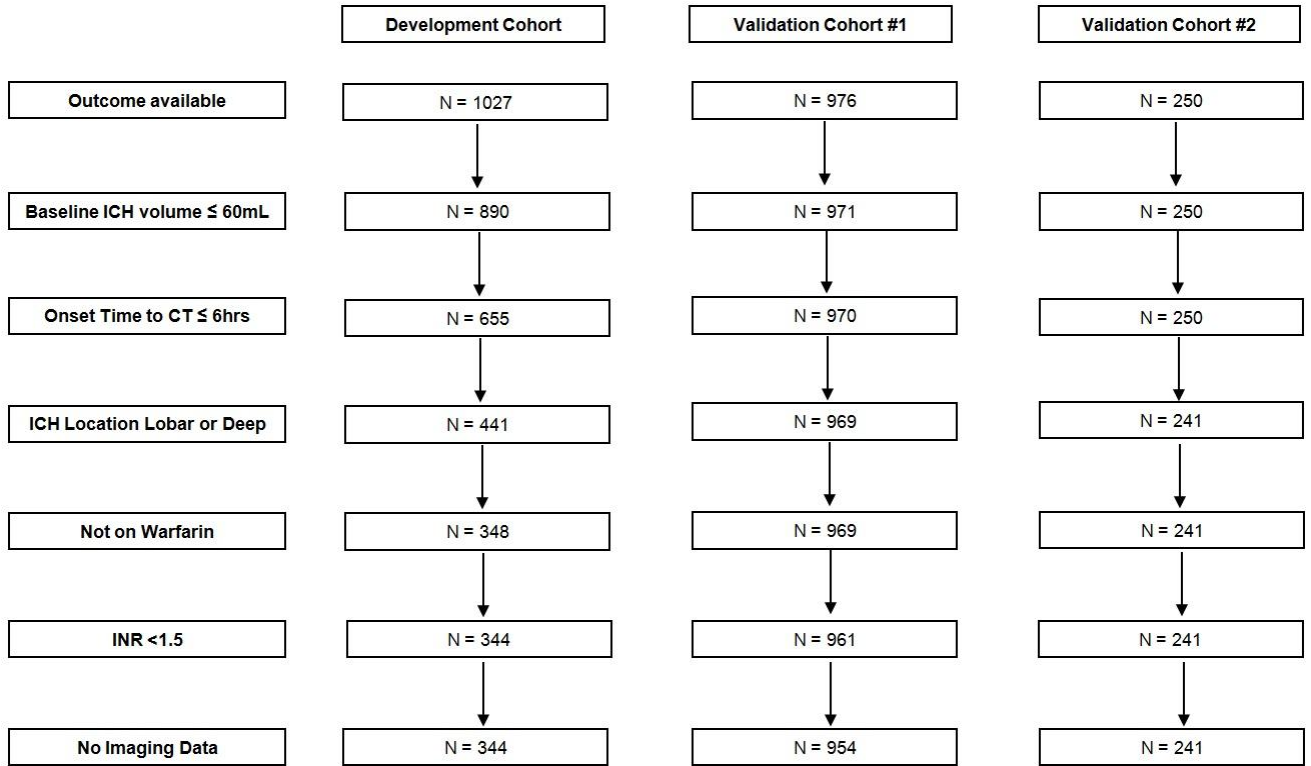 Development Cohort
Validation Cohort #1
Validation Cohort #2
Outcome available
N = 1027
N = 976
N = 250
Baseline ICH volume ≤ 60mL
N = 890
N = 971
N = 250
Onset Time to CT ≤ 6hrs
N = 655
N = 970
N = 250
ICH Location Lobar or Deep
N = 441
N = 969
N = 241
Not on Warfarin
N = 348
N = 969
N = 241
INR <1.5
N = 344
N = 961
N = 241
No Imaging Data
N = 344
N = 954
N = 241